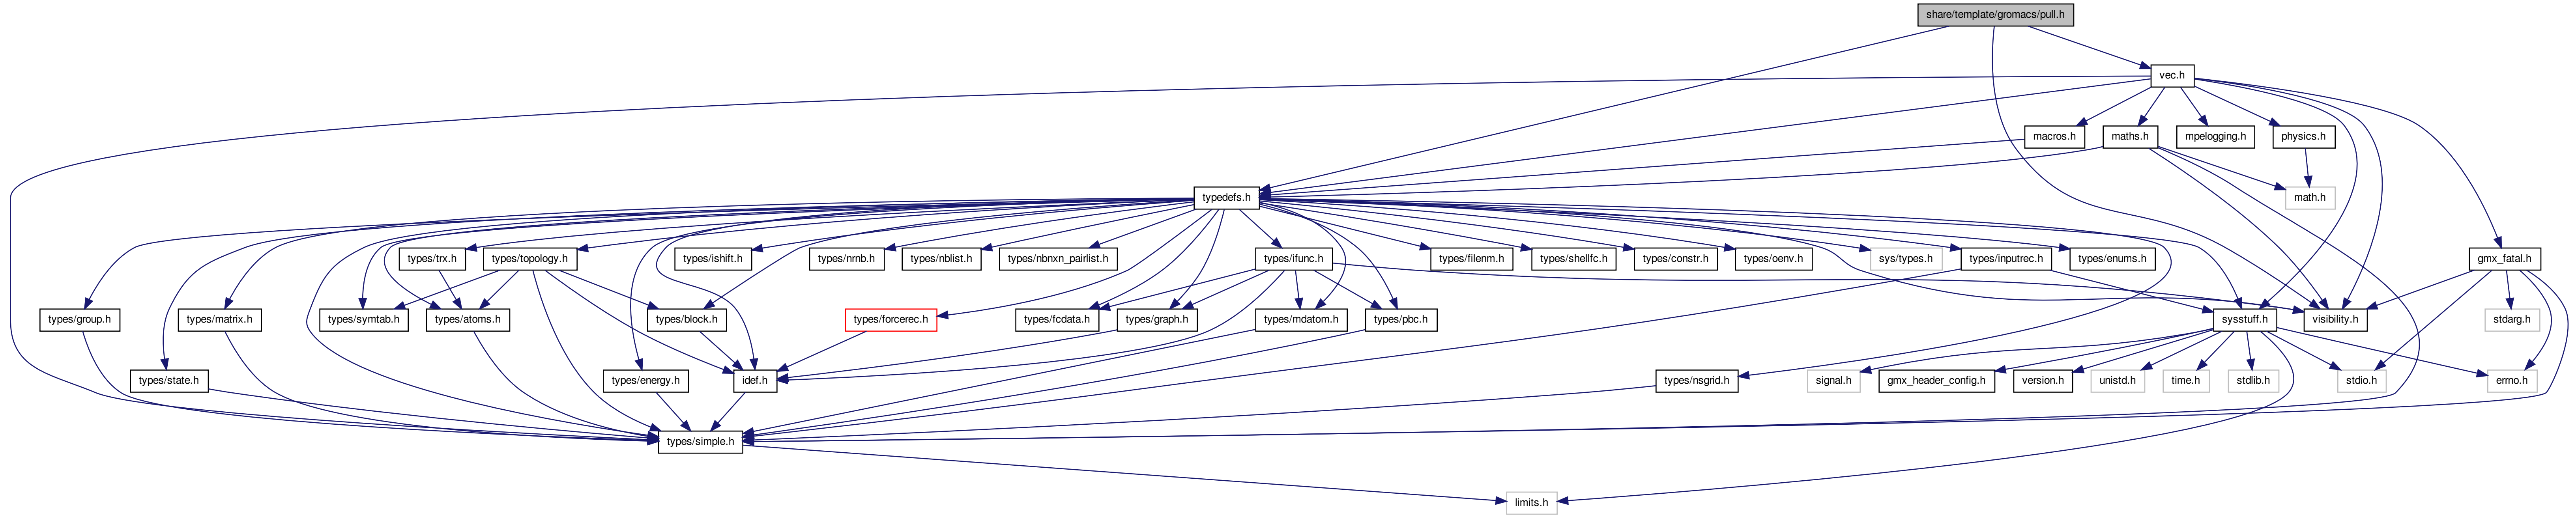 share/template/gromacs/pull.h
vec.h
macros.h
maths.h
mpelogging.h
physics.h
typedefs.h
math.h
types/trx.h
types/topology.h
types/ishift.h
types/nrnb.h
types/nblist.h
types/nbnxn_pairlist.h
types/ifunc.h
types/filenm.h
types/shellfc.h
types/constr.h
types/oenv.h
sys/types.h
types/inputrec.h
types/enums.h
gmx_fatal.h
types/group.h
types/matrix.h
types/symtab.h
types/atoms.h
types/block.h
types/forcerec.h
types/fcdata.h
types/graph.h
types/mdatom.h
types/pbc.h
sysstuff.h
visibility.h
stdarg.h
types/state.h
types/energy.h
idef.h
types/nsgrid.h
signal.h
gmx_header_config.h
version.h
unistd.h
time.h
stdlib.h
stdio.h
errno.h
types/simple.h
limits.h